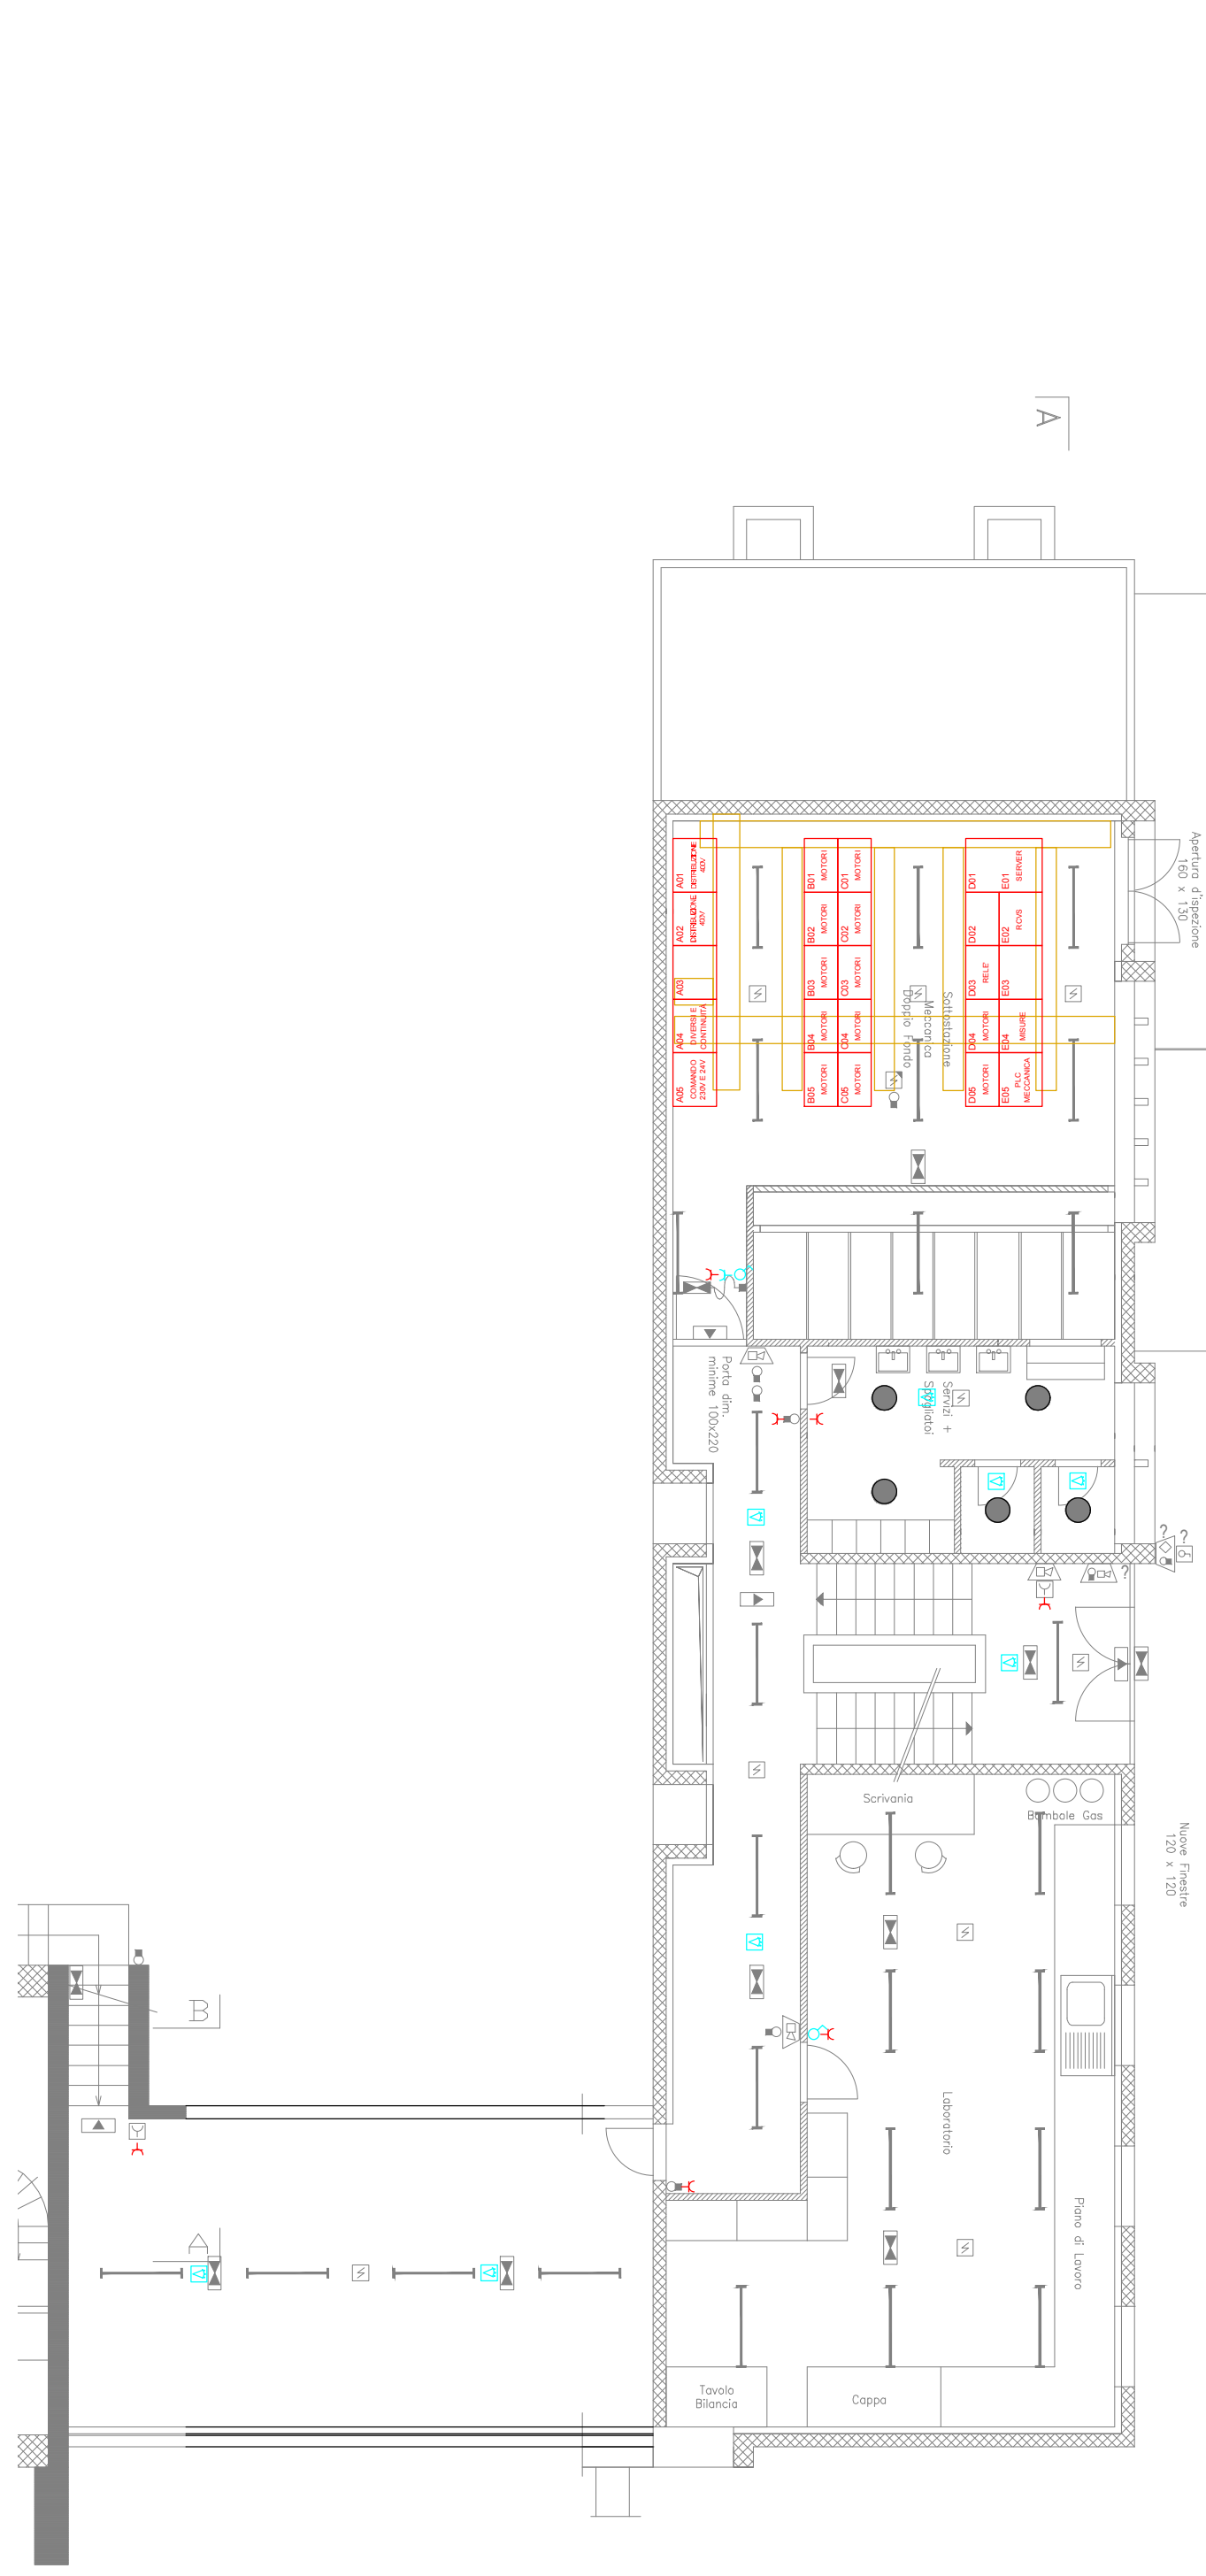 A
Apertura d'ispezione
160 x 130
A01
DISTRIBUZIONE
400V
A02
DISTRIBUZIONE
400V
A03
A04
DIVERSI E
CONTINUITÀ
A05
COMANDO
230V E 24V
B01
MOTORI
B02
MOTORI
B03
MOTORI
B04
MOTORI
B05
MOTORI
C01
MOTORI
C02
MOTORI
C03
MOTORI
C04
MOTORI
C05
MOTORI
D01
D02
D03
RELE'
D04
MOTORI
D05
MOTORI
E01
SERVER
E02
RCVS
E03
E04
MISURE
E05
PLC
MECCANICA
Sottostazione
Meccanica
Doppio Fondo
Porta dim.
minime 100x220
Servizi +
Spogliatoi
?
?
?
Scrivania
Bombole Gas
Nuove Finestre
120 x 120
B
Laboratorio
Piano di Lavoro
A
Tavolo
Bilancia
Cappa